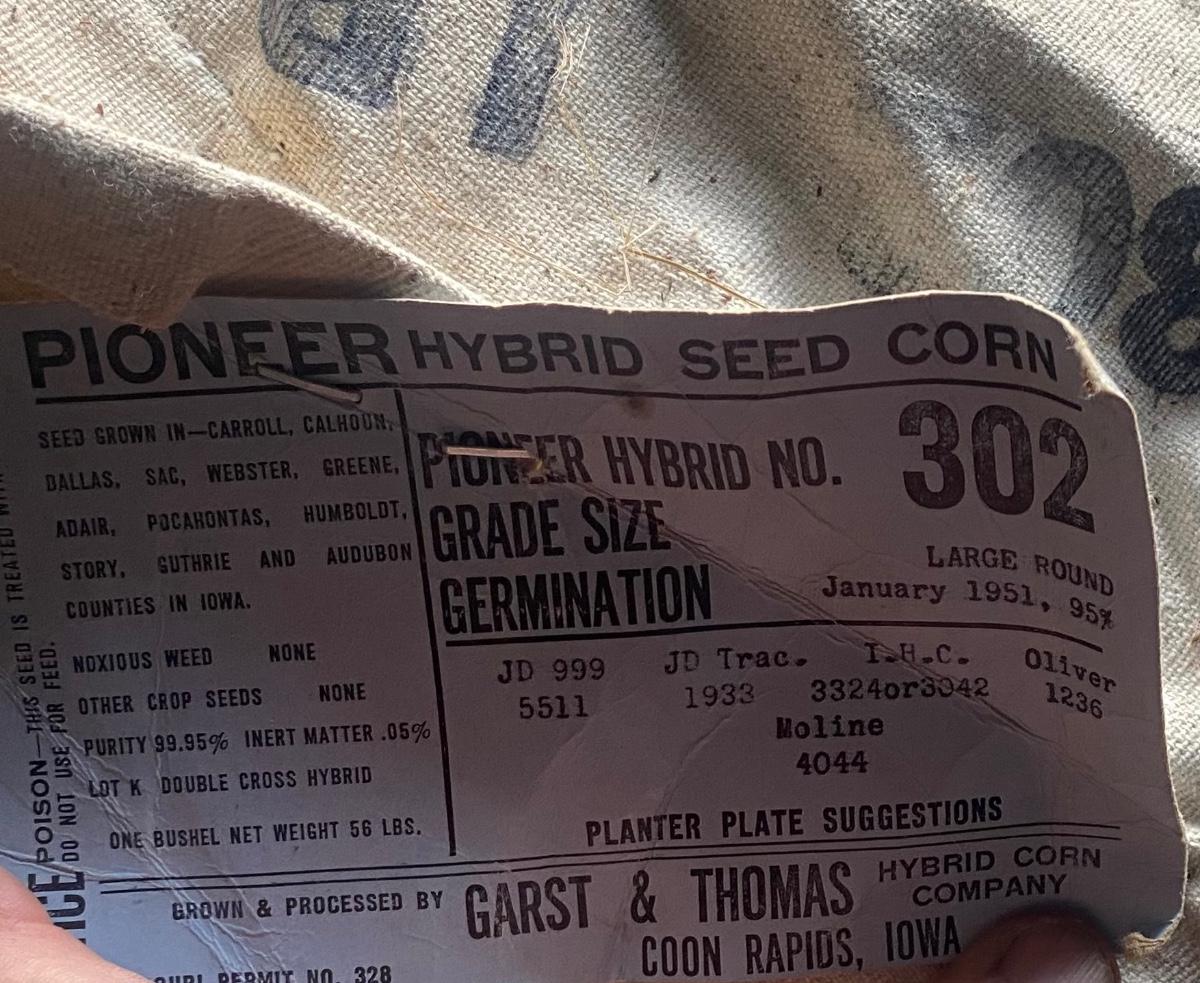 8
PIONEER HYBRID SEED CORN
SEED GROWN IN—CARROLL, CALHOUN,
DALLAS, SAC, WEBSTER, GREENE,
ADAIR, POCAHONTAS, HUMBOLDT,
STORY, GUTHRIE AND AUDUBON
COUNTIES IN IOWA.
NOXIOUS WEED NONE
OTHER CROP SEEDS NONE
PURITY 99.95% INERT MATTER .05%
LOT K DOUBLE CROSS HYBRID
ONE BUSHEL NET WEIGHT 56 LBS.
PIONEER HYBRID NO. 302
GRADE SIZE LARGE ROUND
GERMINATION January 1951, 95%
JD 999 JD Trac. I.H.C. Oliver
5511 1933 3324or3042 1236
Moline
4044
PLANTER PLATE SUGGESTIONS
GROWN & PROCESSED BY GARST & THOMAS HYBRID CORN COMPANY
COON RAPIDS, IOWA
PERMIT NO. 328
POISON—THIS SEED IS TREATED
DO NOT USE FOR FEED.